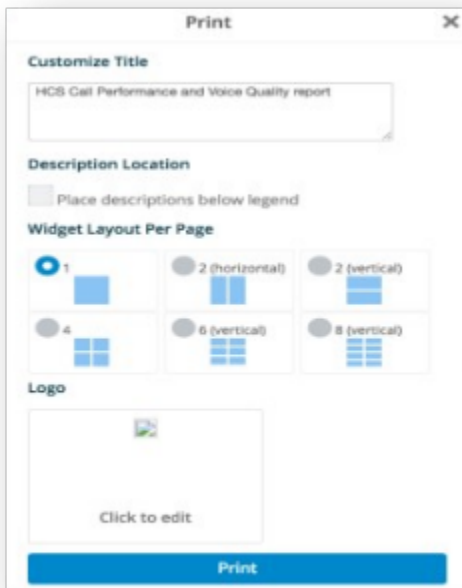 Print
Customize Title
HCS Call Performance and Voice Quality report
Description Location
Place descriptions below legend
Widget Layout Per Page
1
2 (horizontal)
2 (vertical)
4
6 (vertical)
8 (vertical)
Logo
Click to edit
Print